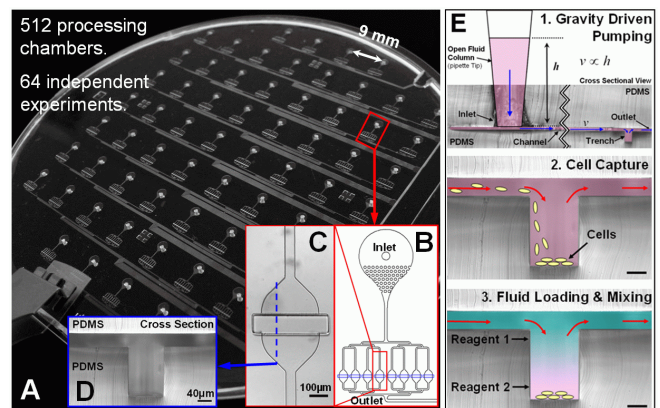 512 processing
chambers.
64 independent
experiments.
9 mm
A
B
Inlet
Outlet
C
100µm
PDMS Cross Section
PDMS
D
40µm
E
1. Gravity Driven
Pumping
Open Fluid
Column
(pipette Tip)
h
v ∝ h
Cross Sectional View
PDMS
Inlet
v
Outlet
PDMS
Channel
Trench
2. Cell Capture
Cells
3. Fluid Loading & Mixing
Reagent 1
Reagent 2